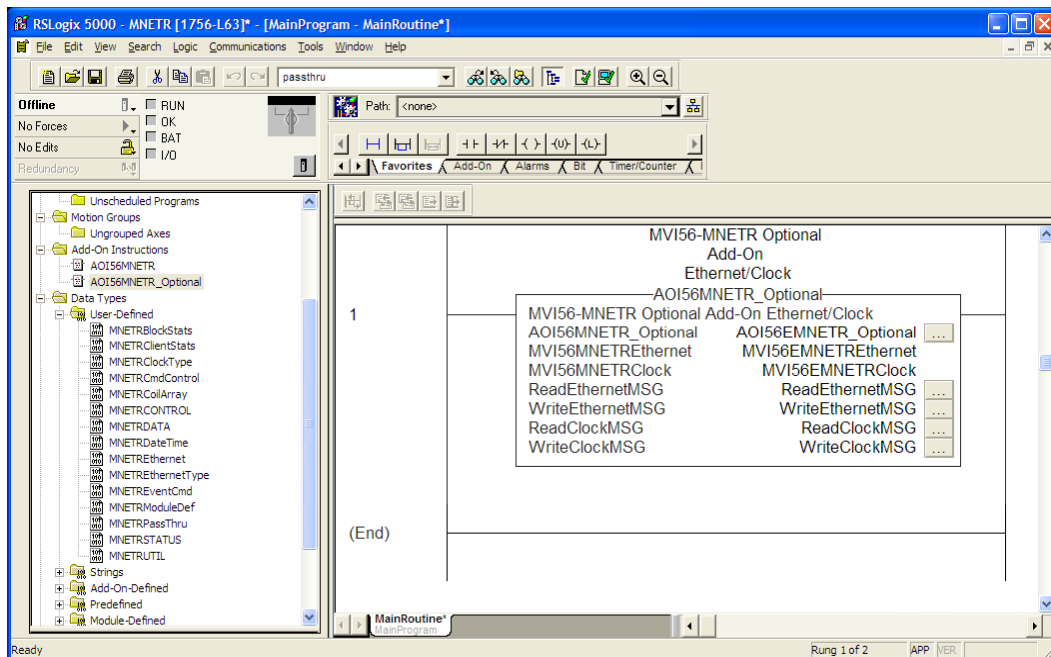 RSLogix 5000 - MNETR [1756-L63]* - [MainProgram - MainRoutine*]
File Edit View Search Logic Communications Tools Window Help
passthru
Offline
RUN
No Forces
OK
No Edits
BAT
Redundancy
I/O
Path: <none>
Favorites Add-On Alarms Bit Timer/Counter
Unscheduled Programs
Motion Groups
Ungrouped Axes
Add-On Instructions
AOI56MNETR
AOI56MNETR_Optional
Data Types
User-Defined
MNETRBlockStats
MNETRClientStats
MNETRClockType
MNETRCmdControl
MNETRCoilArray
MNETRCONTROL
MNETRDATA
MNETRDateTime
MNETREthernet
MNETREthernetType
MNETREventCmd
MNETRModuleDef
MNETRPassThru
MNETRSTATUS
MNETRUTIL
Strings
Add-On-Defined
Predefined
Module-Defined
MVI56-MNETR Optional
Add-On
Ethernet/Clock
AOI56MNETR_Optional
1
MVI56-MNETR Optional Add-On Ethernet/Clock
AOI56MNETR_Optional AOI56EMNETR_Optional ...
MVI56MNETREthernet MVI56EMNETREthernet
MVI56MNETRClock MVI56EMNETRClock
ReadEthernetMSG ReadEthernetMSG ...
WriteEthernetMSG WriteEthernetMSG ...
ReadClockMSG ReadClockMSG ...
WriteClockMSG WriteClockMSG ...
(End)
MainRoutine*
MainProgram
Ready
Rung 1 of 2 APP VER